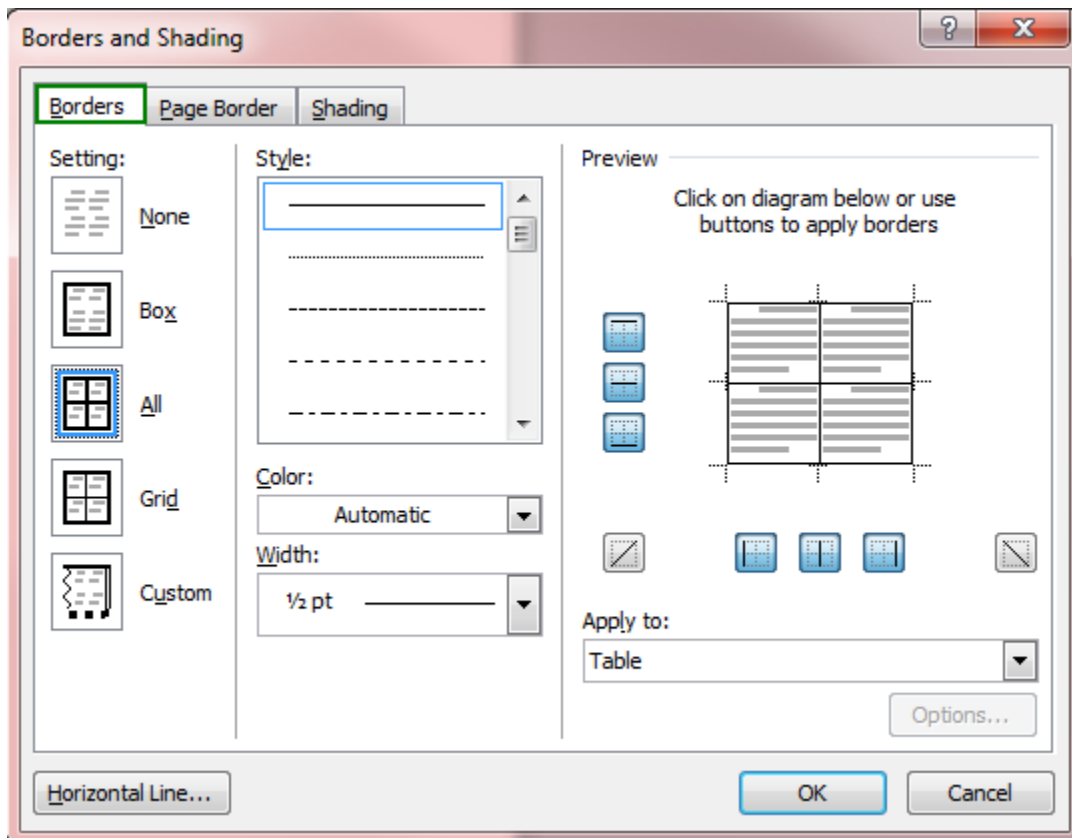 Borders and Shading
Borders
Page Border
Shading
Setting:
None
Box
All
Grid
Custom
Style:
Color:
Automatic
Width:
½ pt
Preview
Click on diagram below or use
buttons to apply borders
Apply to:
Table
Options...
Horizontal Line...
OK
Cancel